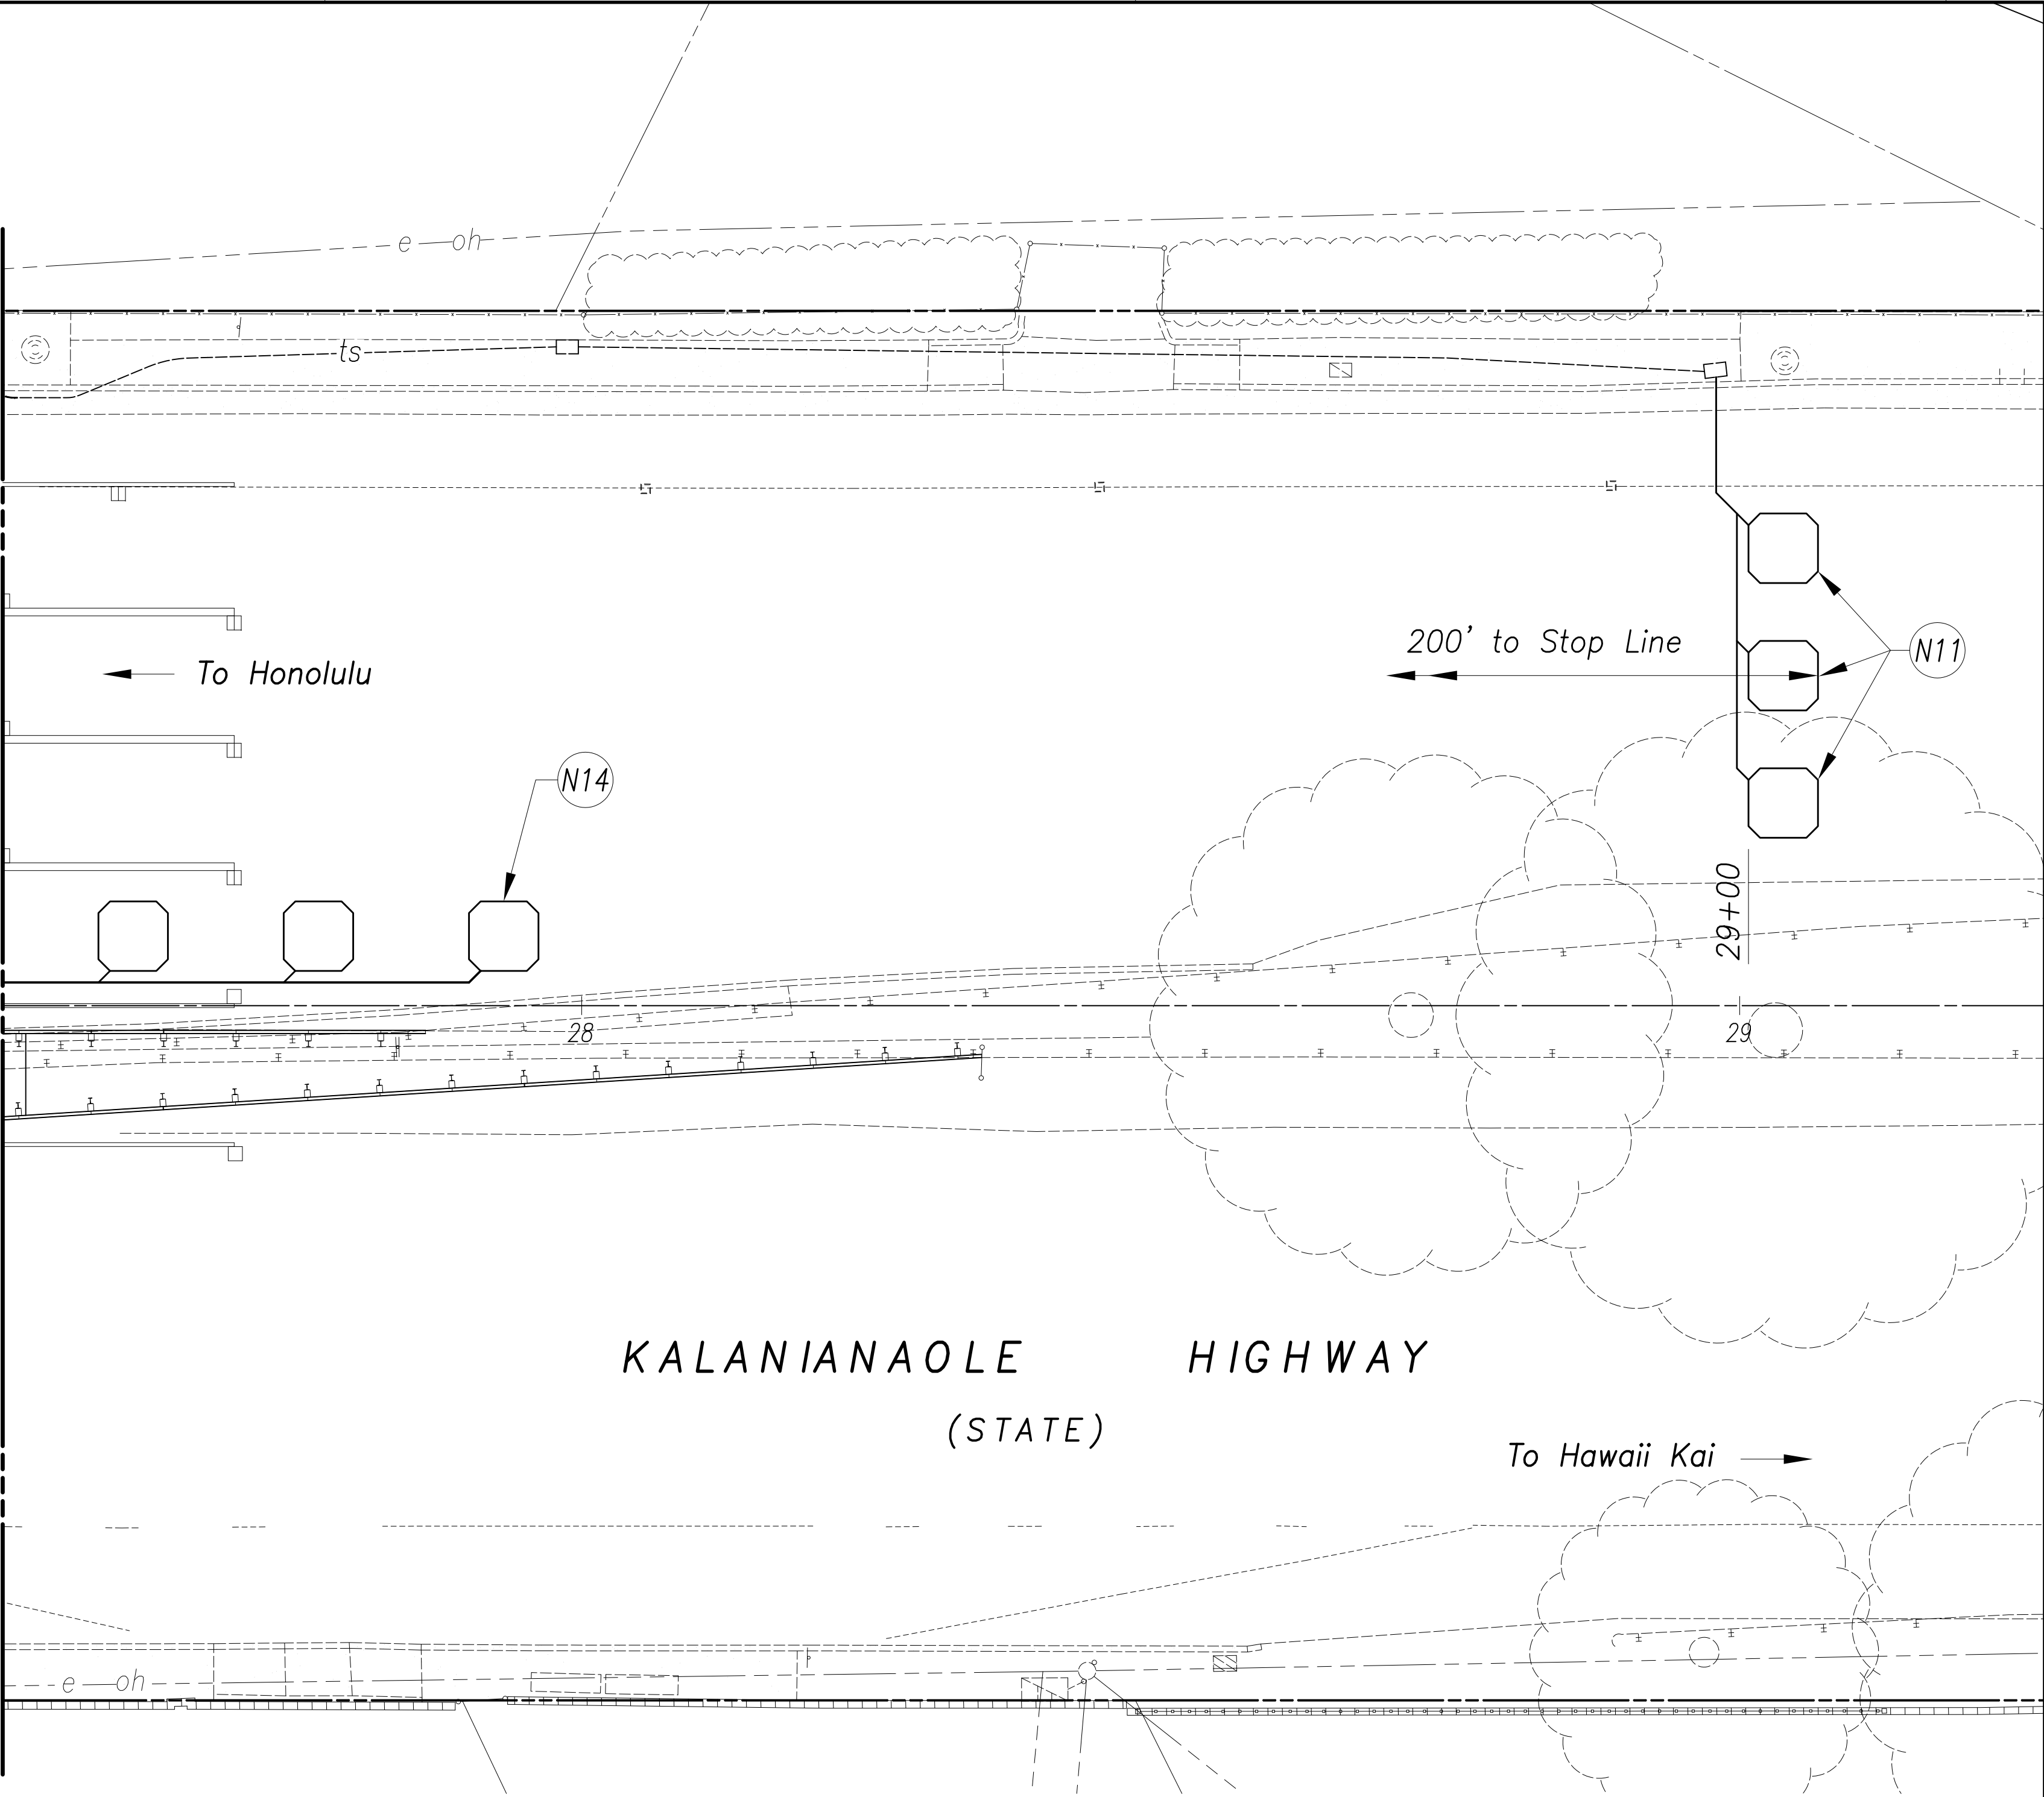 e oh
ts
200' to Stop Line
N11
To Honolulu
N14
29+00
28
29
KALANIANAOLE HIGHWAY
(STATE)
To Hawaii Kai
e oh